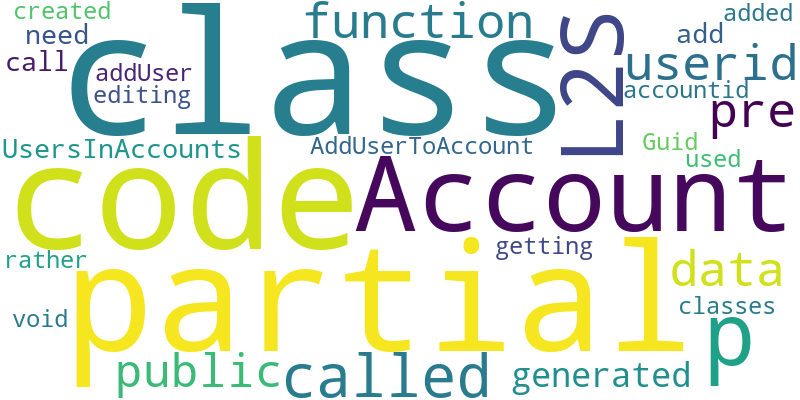 created
function
added
need
class
L2S
add
call
addUser
userid
editing
accountid
pre
UsersInAccounts
AddUserToAccount
Guid
used
code
Account
getting
rather
partial
data
classes
void
p
public
called
generated